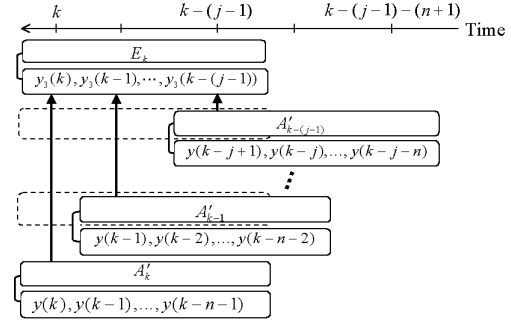 k k−(j−1) k−(j−1)−(n+1)
Time
E_k
y_3(k), y_3(k−1),⋯, y_3(k−(j−1))
A′_{k−(j−1)}
y(k−j+1), y(k−j),..., y(k−j−n)
A′_{k−1}
y(k−1), y(k−2),..., y(k−n−2)
A′_k
y(k), y(k−1),..., y(k−n−1)